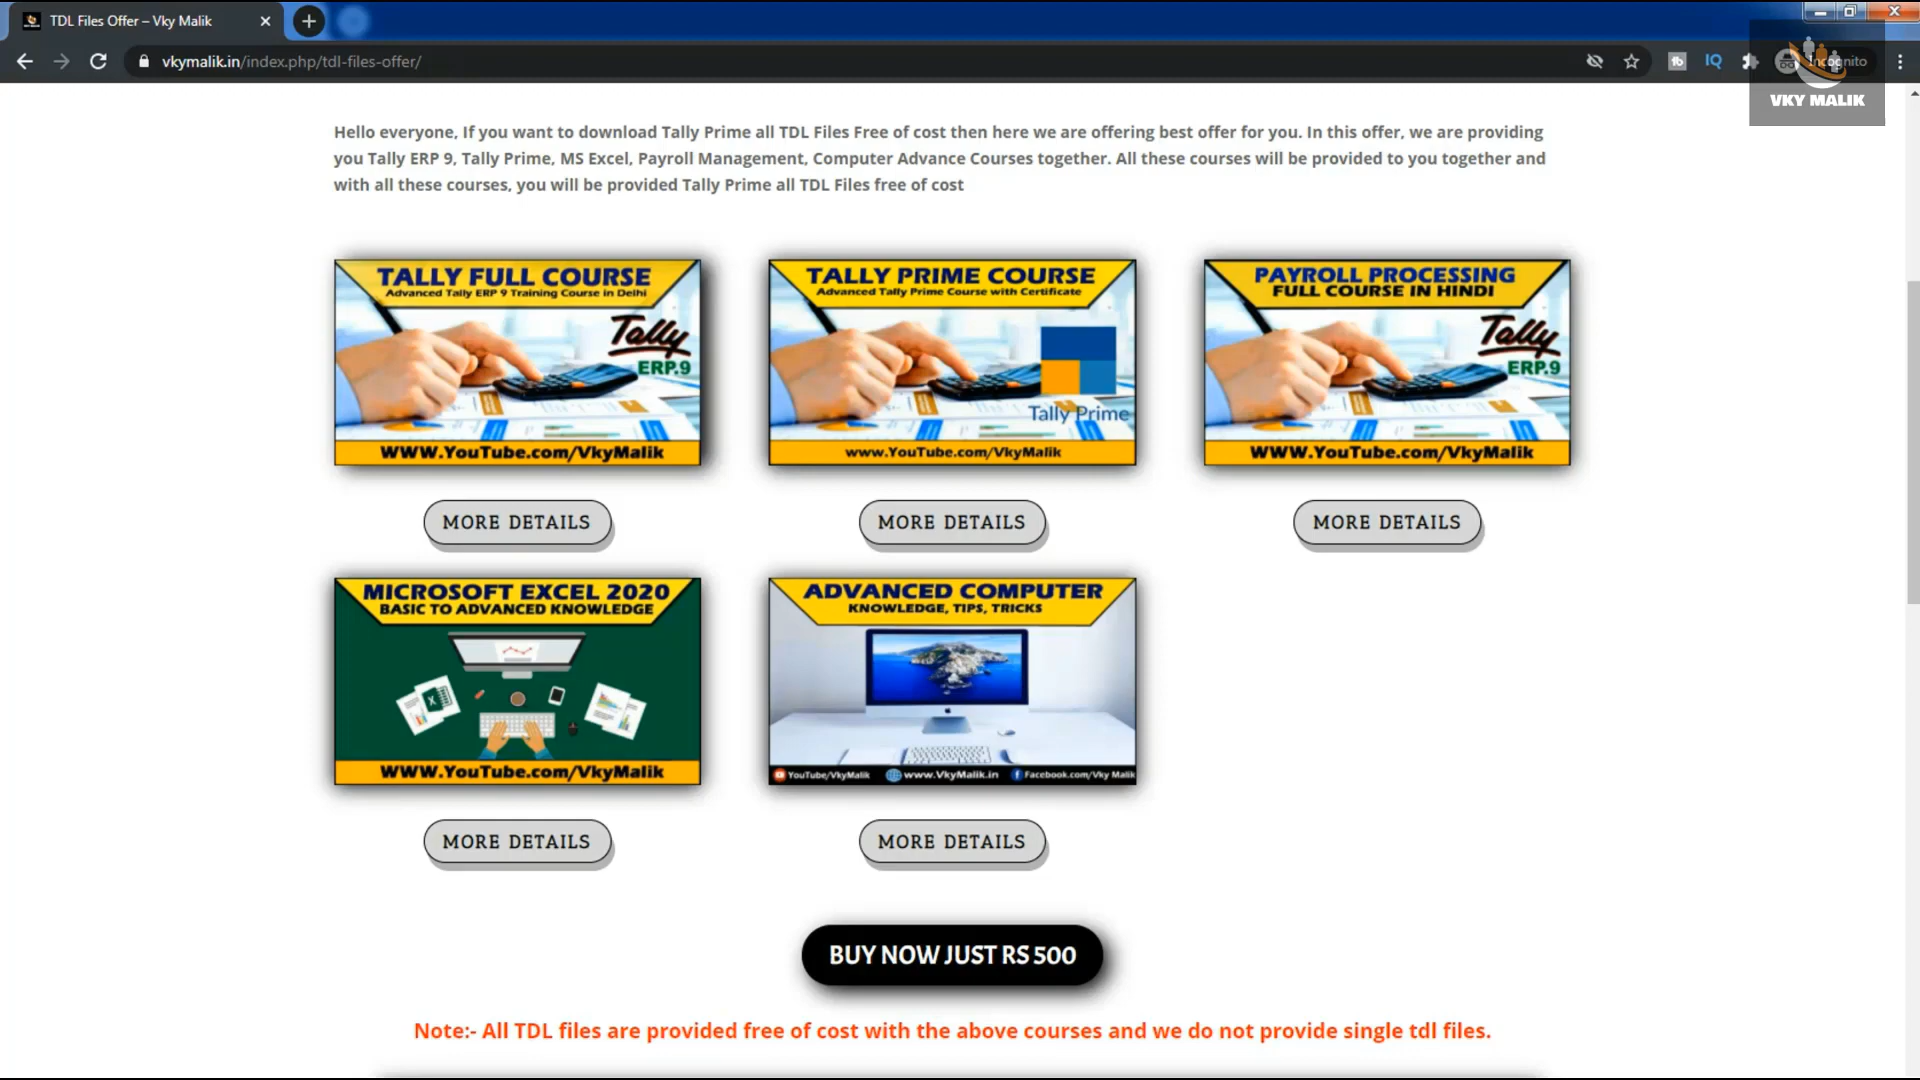 TDL Files Offer – Vky Malik
vkymalik.in/index.php/tdl-files-offer/
IQ
Incognito
VKY MALIK
Hello everyone, If you want to download Tally Prime all TDL Files Free of cost then here we are offering best offer for you. In this offer, we are providing
you Tally ERP 9, Tally Prime, MS Excel, Payroll Management, Computer Advance Courses together. All these courses will be provided to you together and
with all these courses, you will be provided Tally Prime all TDL Files free of cost
TALLY FULL COURSE
Advanced Tally ERP 9 Training Course in Delhi
Tally
ERP.9
WWW.YouTube.com/VkyMalik
TALLY PRIME COURSE
Advanced Tally Prime Course with Certificate
Tally Prime
www.YouTube.com/VkyMalik
PAYROLL PROCESSING
FULL COURSE IN HINDI
Tally
ERP.9
WWW.YouTube.com/VkyMalik
MORE DETAILS
MORE DETAILS
MORE DETAILS
MICROSOFT EXCEL 2020
BASIC TO ADVANCED KNOWLEDGE
WWW.YouTube.com/VkyMalik
ADVANCED COMPUTER
KNOWLEDGE, TIPS, TRICKS
YouTube/VkyMalik www.VkyMalik.in Facebook.com/Vky Malik
MORE DETAILS
MORE DETAILS
BUY NOW JUST RS 500
Note:- All TDL files are provided free of cost with the above courses and we do not provide single tdl files.